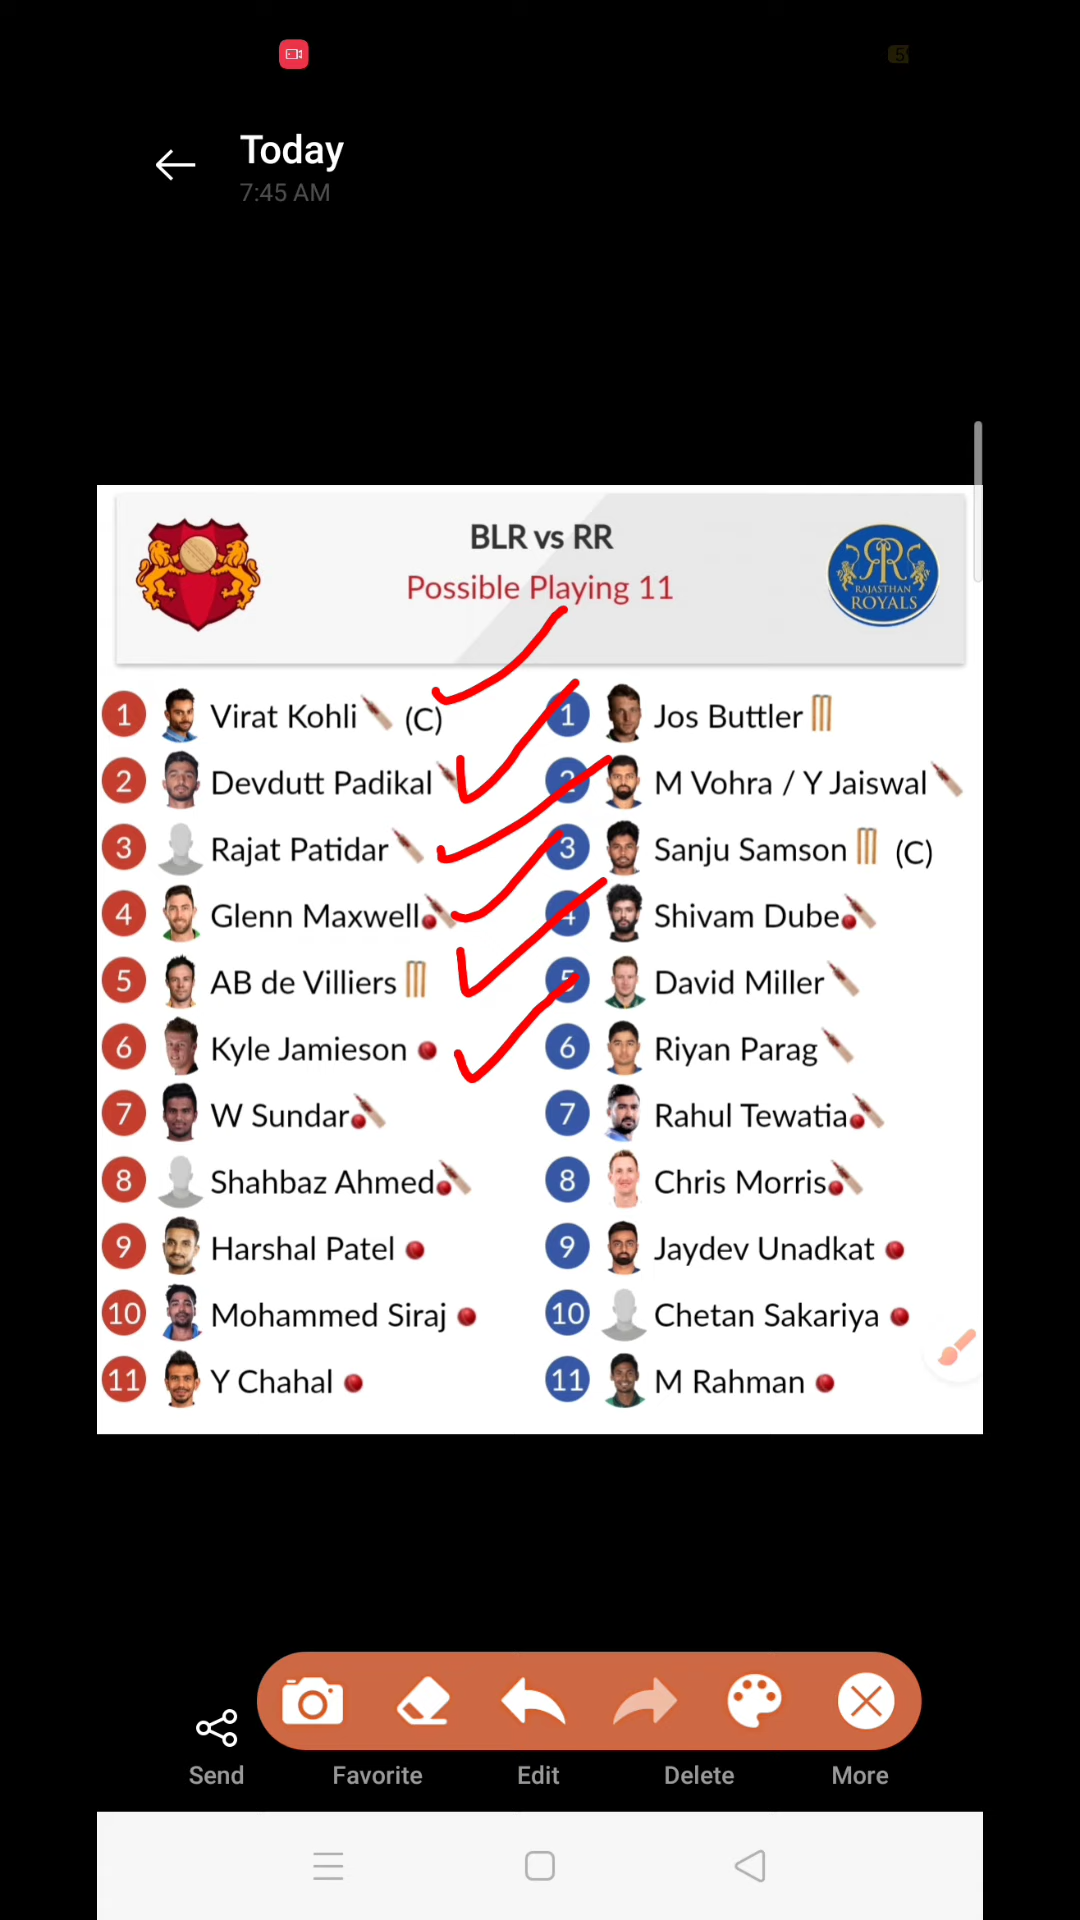 Today
7:45 AM
BLR vs RR
Possible Playing 11
RAJASTHAN
ROYALS
1 Virat Kohli (C) 1 Jos Buttler
2 Devdutt Padikal 2 M Vohra / Y Jaiswal
3 Rajat Patidar 3 Sanju Samson (C)
4 Glenn Maxwell 4 Shivam Dube
5 AB de Villiers 5 David Miller
6 Kyle Jamieson 6 Riyan Parag
7 W Sundar 7 Rahul Tewatia
8 Shahbaz Ahmed 8 Chris Morris
9 Harshal Patel 9 Jaydev Unadkat
10 Mohammed Siraj 10 Chetan Sakariya
11 Y Chahal 11 M Rahman
Send Favorite Edit Delete More